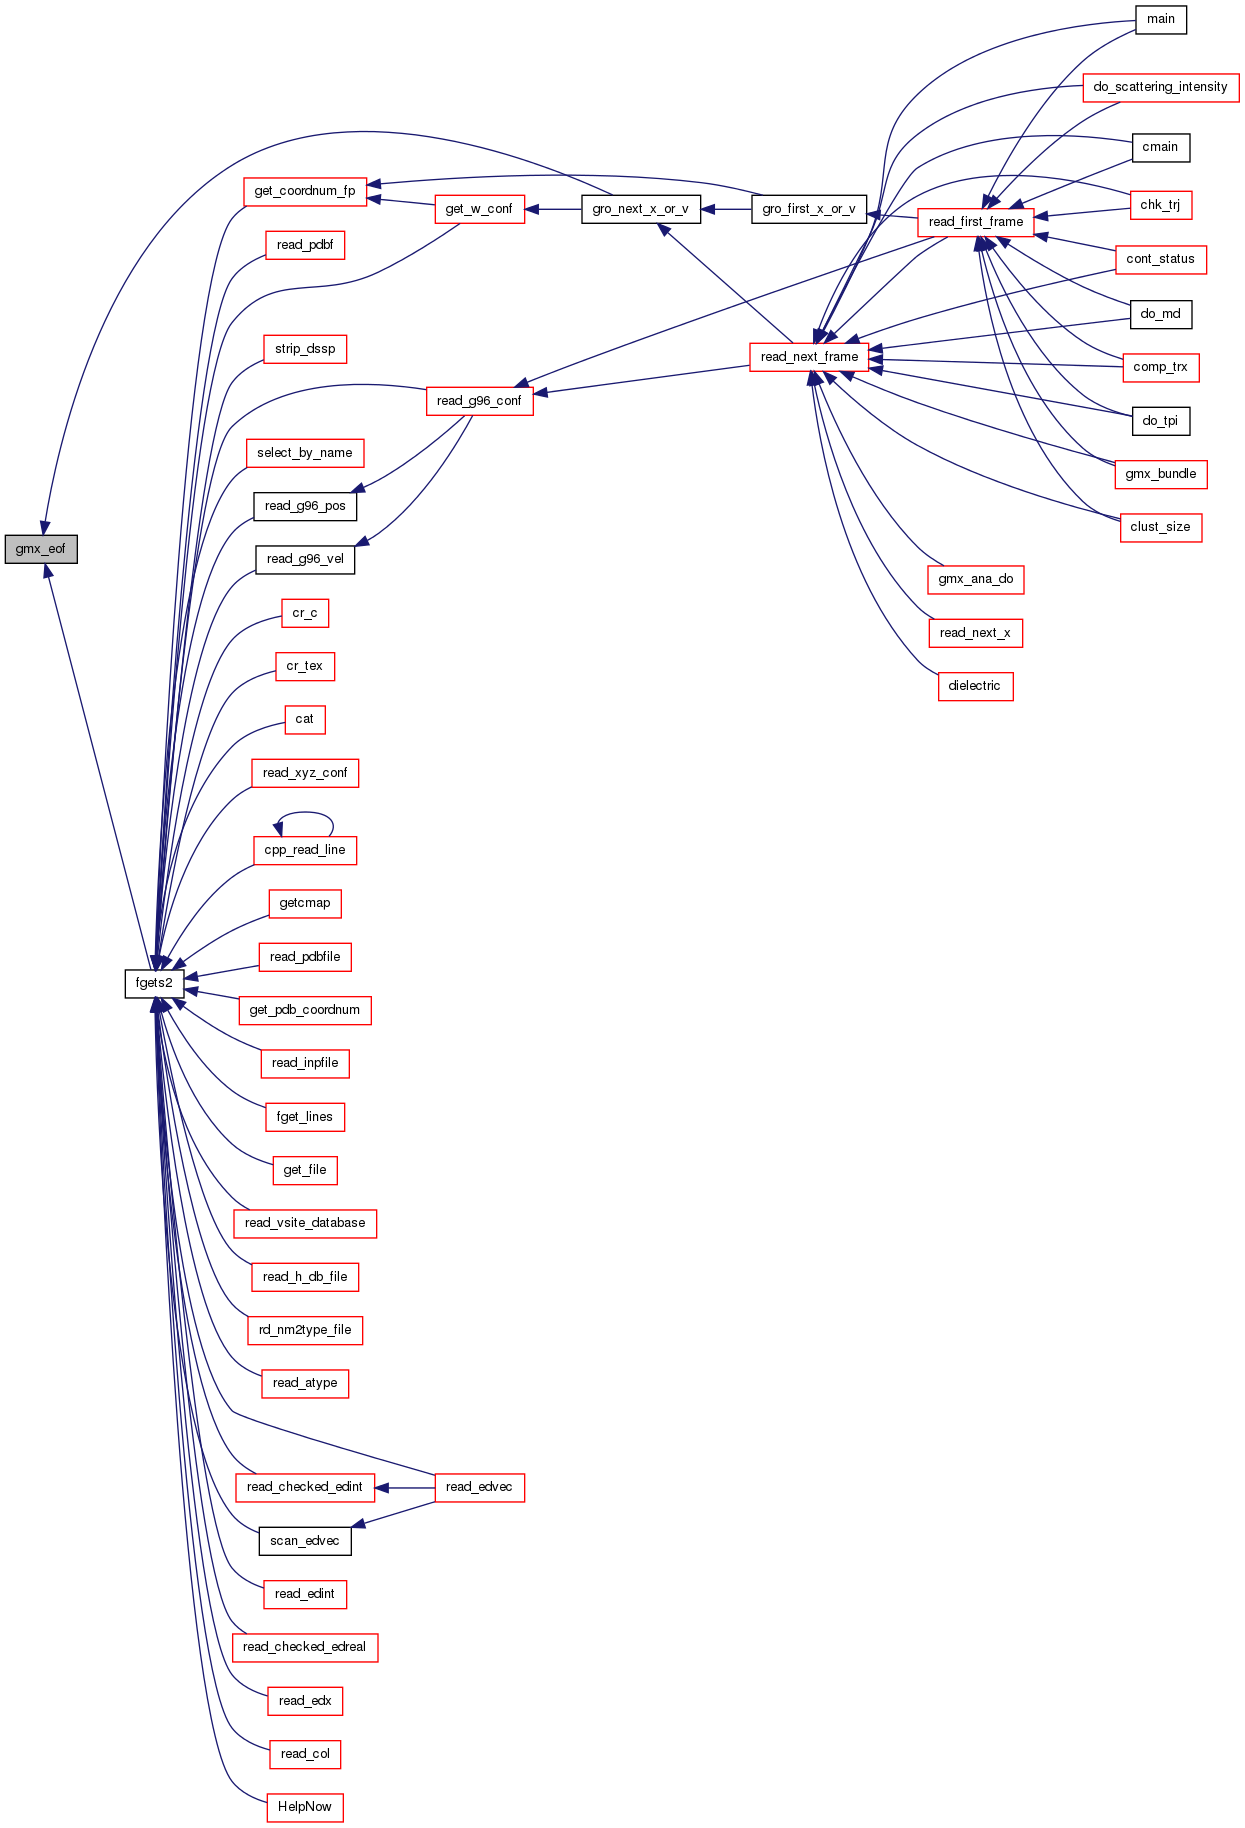 main
do_scattering_intensity
cmain
get_coordnum_fp
chk_trj
get_w_conf
gro_next_x_or_v
gro_first_x_or_v
read_first_frame
read_pdbf
cont_status
do_md
strip_dssp
read_next_frame
comp_trx
read_g96_conf
do_tpi
select_by_name
gmx_bundle
read_g96_pos
clust_size
gmx_eof
read_g96_vel
gmx_ana_do
cr_c
read_next_x
cr_tex
dielectric
cat
read_xyz_conf
cpp_read_line
getcmap
read_pdbfile
fgets2
get_pdb_coordnum
read_inpfile
fget_lines
get_file
read_vsite_database
read_h_db_file
rd_nm2type_file
read_atype
read_checked_edint
read_edvec
scan_edvec
read_edint
read_checked_edreal
read_edx
read_col
HelpNow